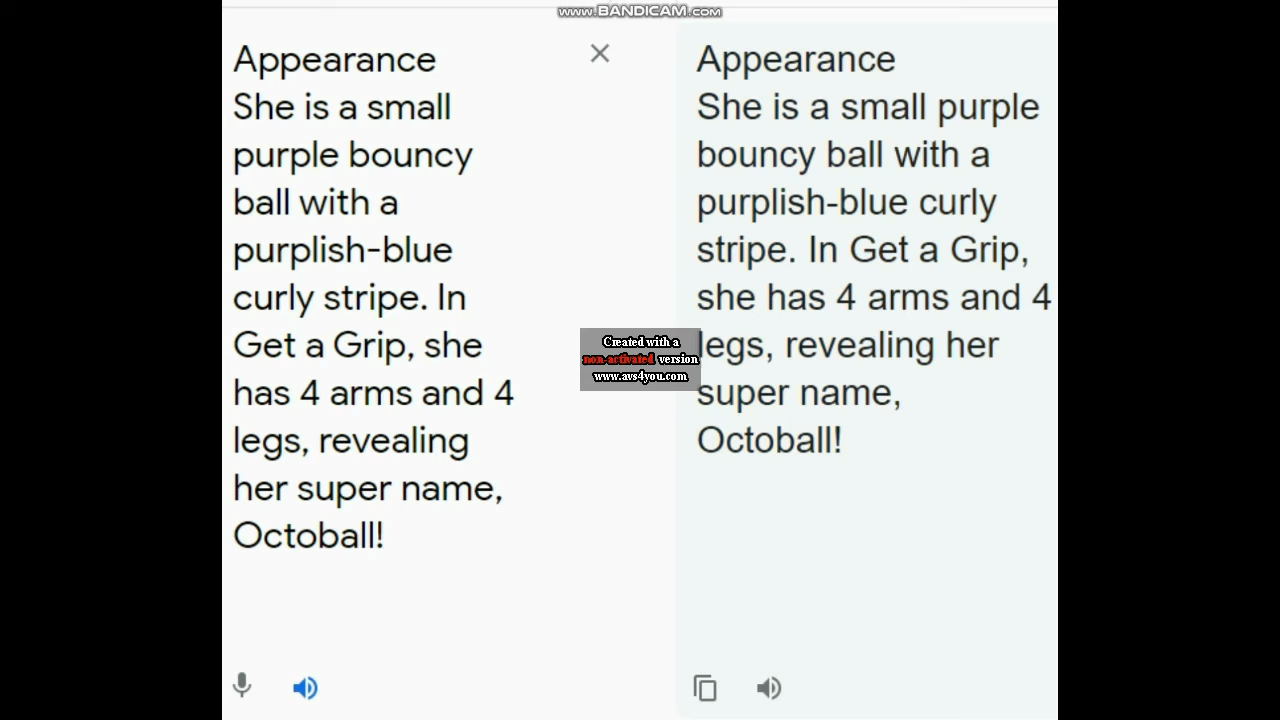 www.BANDICAM.com
Appearance
She is a small
purple bouncy
ball with a
purplish-blue
curly stripe. In
Get a Grip, she
has 4 arms and 4
legs, revealing
her super name,
Octoball!
Appearance
She is a small purple
bouncy ball with a
purplish-blue curly
stripe. In Get a Grip,
she has 4 arms and 4
legs, revealing her
super name,
Octoball!
Created with a
non-activated version
www.avs4you.com